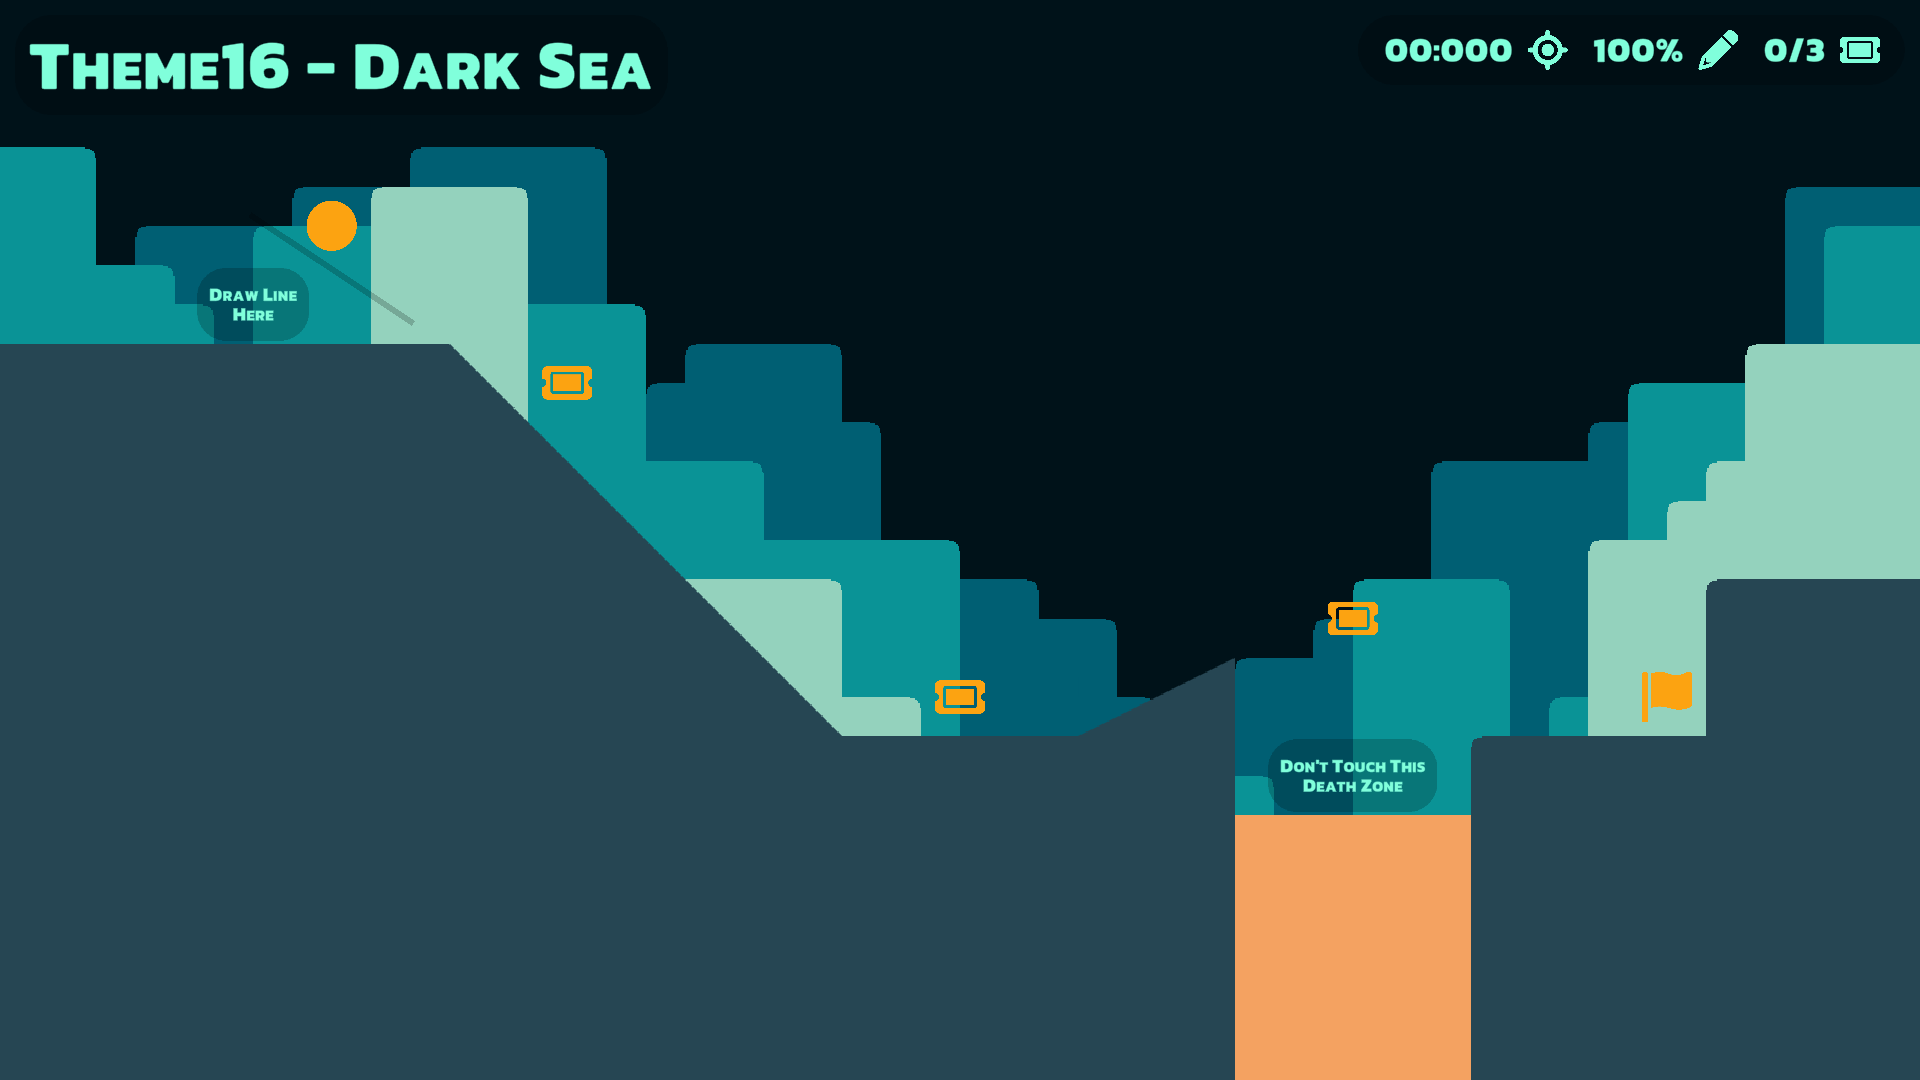 Theme16 - Dark Sea
00:000 100% 0/3
Draw Line
Here
Don't Touch This
Death Zone